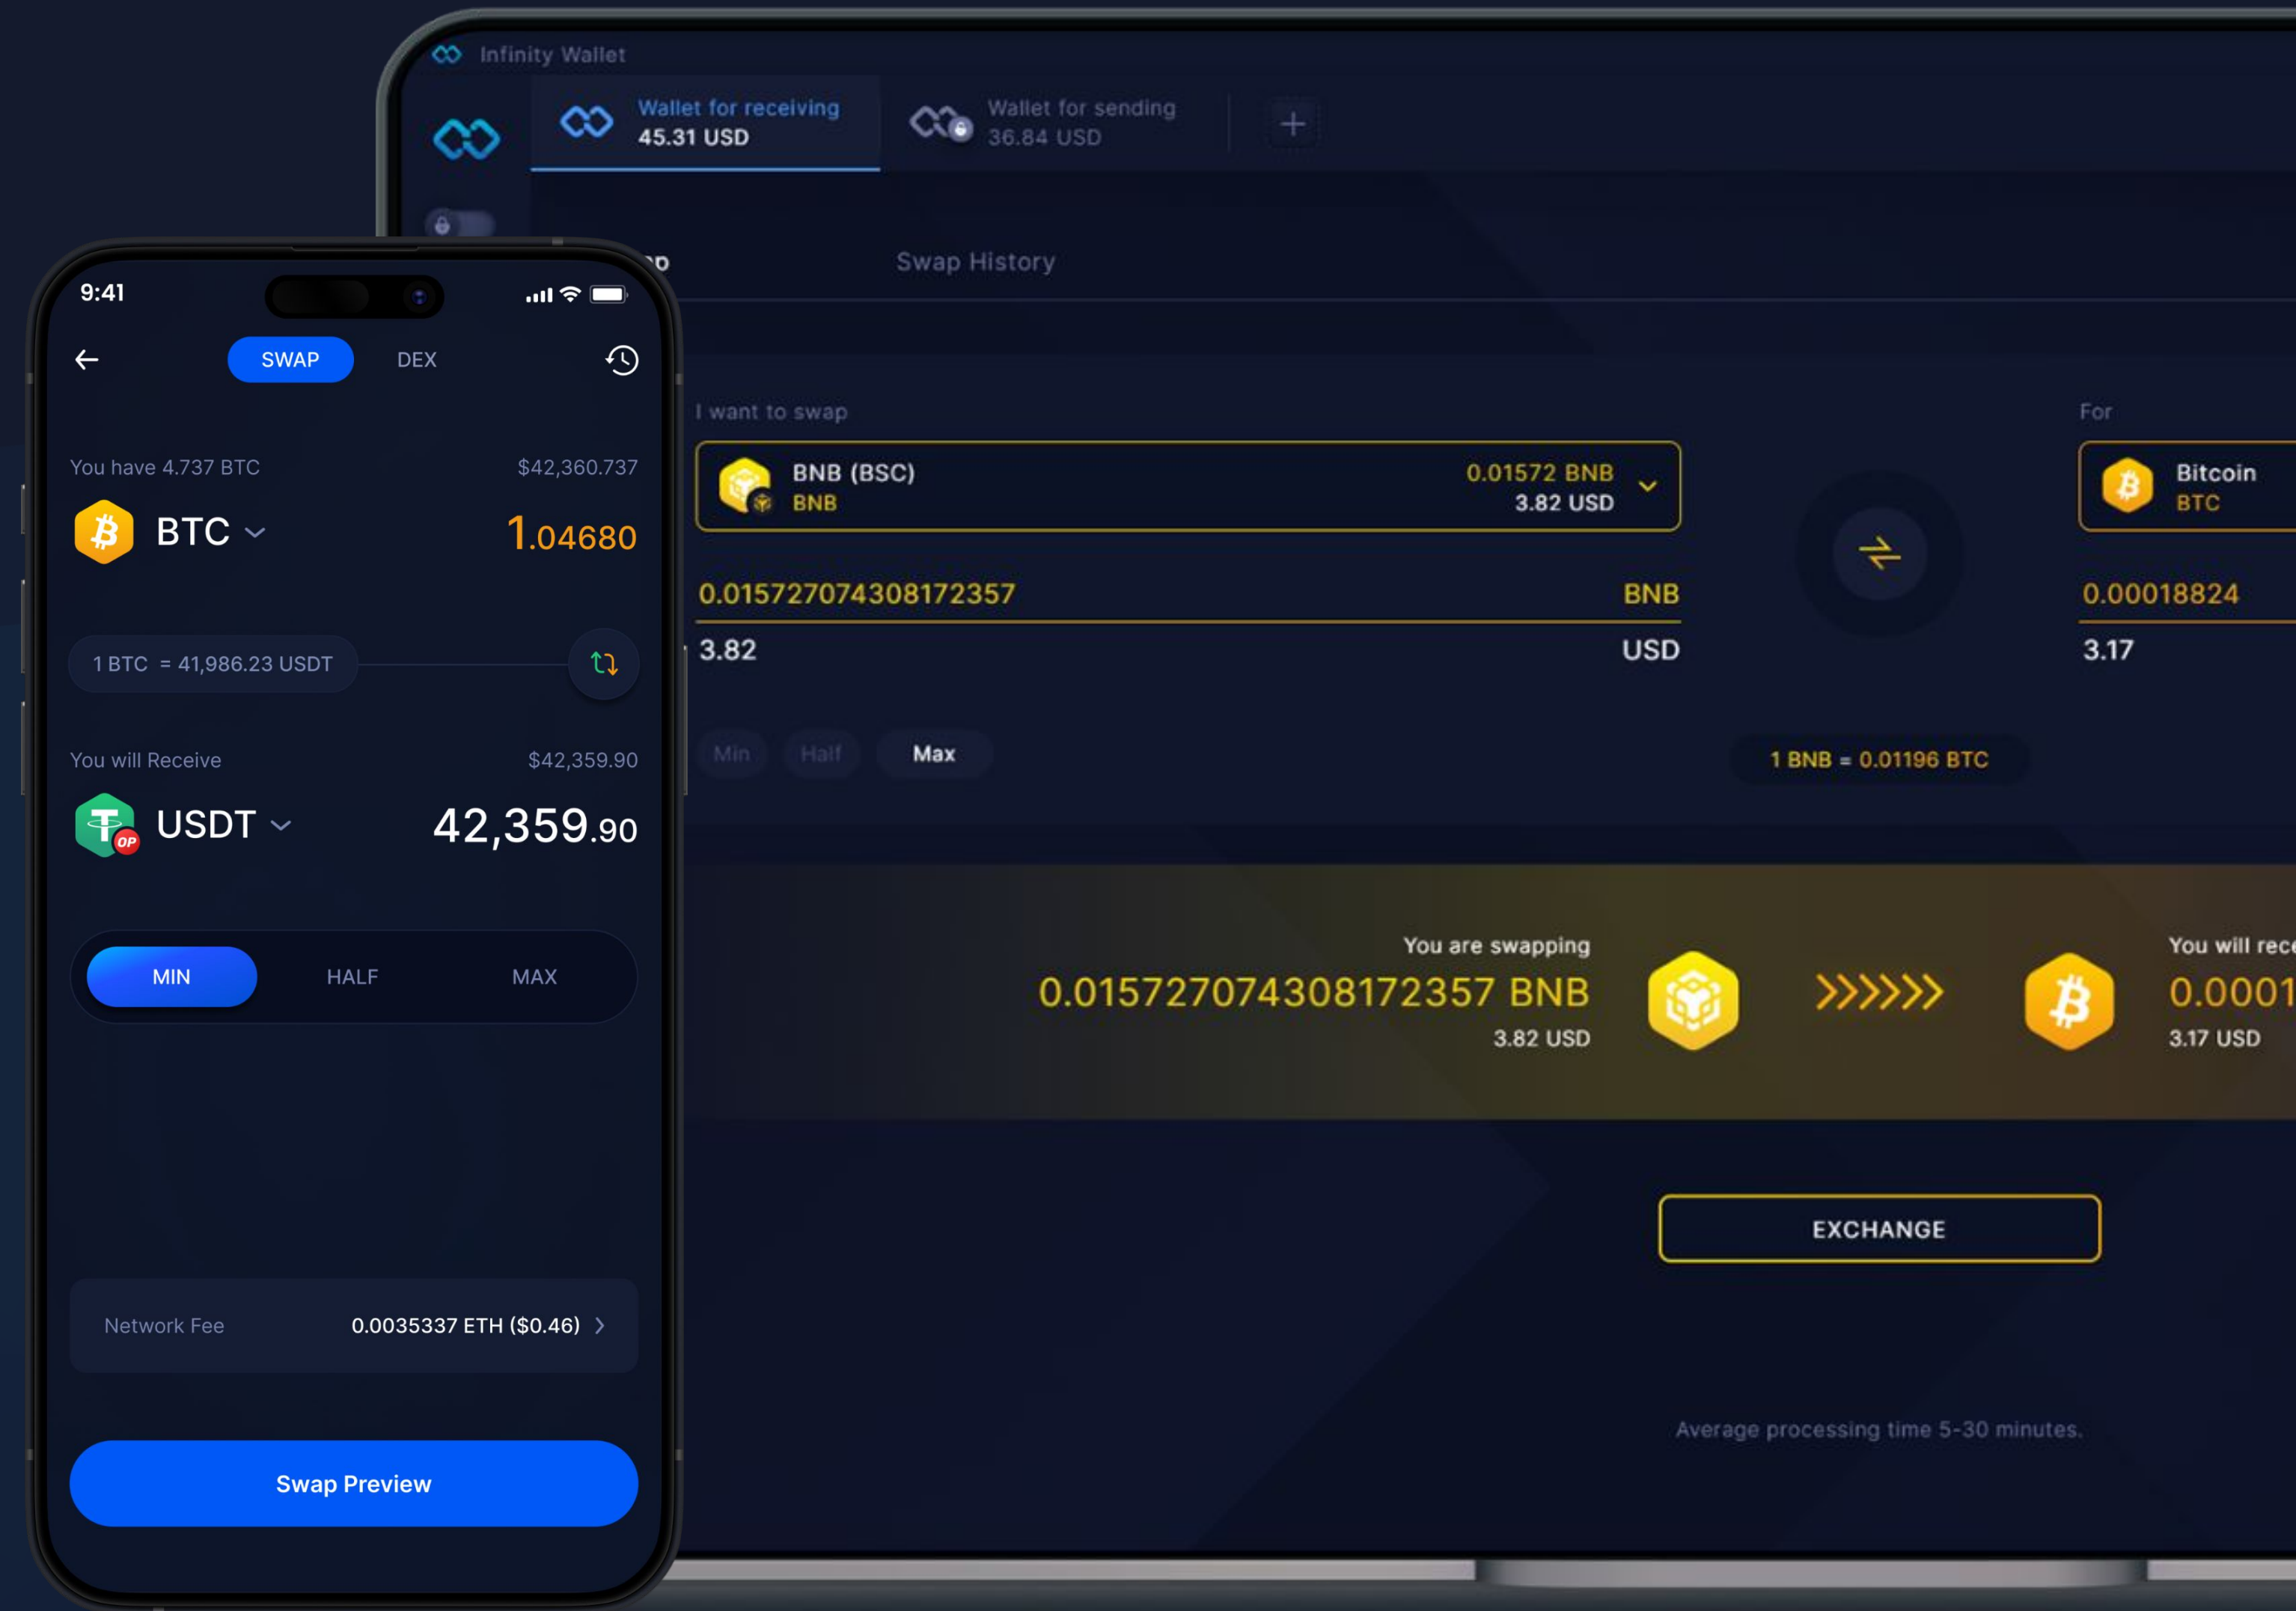 Infinity Wallet
Wallet for receiving
45.31 USD
Wallet for sending
36.84 USD
Swap History
I want to swap
BNB (BSC)
BNB
0.01572 BNB
3.82 USD
0.015727074308172357 BNB
3.82 USD
Min Half Max
For
Bitcoin
BTC
0.00018824
3.17
1 BNB = 0.01196 BTC
You are swapping
0.015727074308172357 BNB
3.82 USD
You will
3.17 USD
EXCHANGE
Average processing time 5-30 minutes.
9:41
SWAP DEX
You have 4.737 BTC $42,360.737
BTC 1.04680
1 BTC = 41,986.23 USDT
You will Receive $42,359.90
USDT 42,359.90
OP
MIN HALF MAX
Network Fee 0.0035337 ETH ($0.46)
Swap Preview